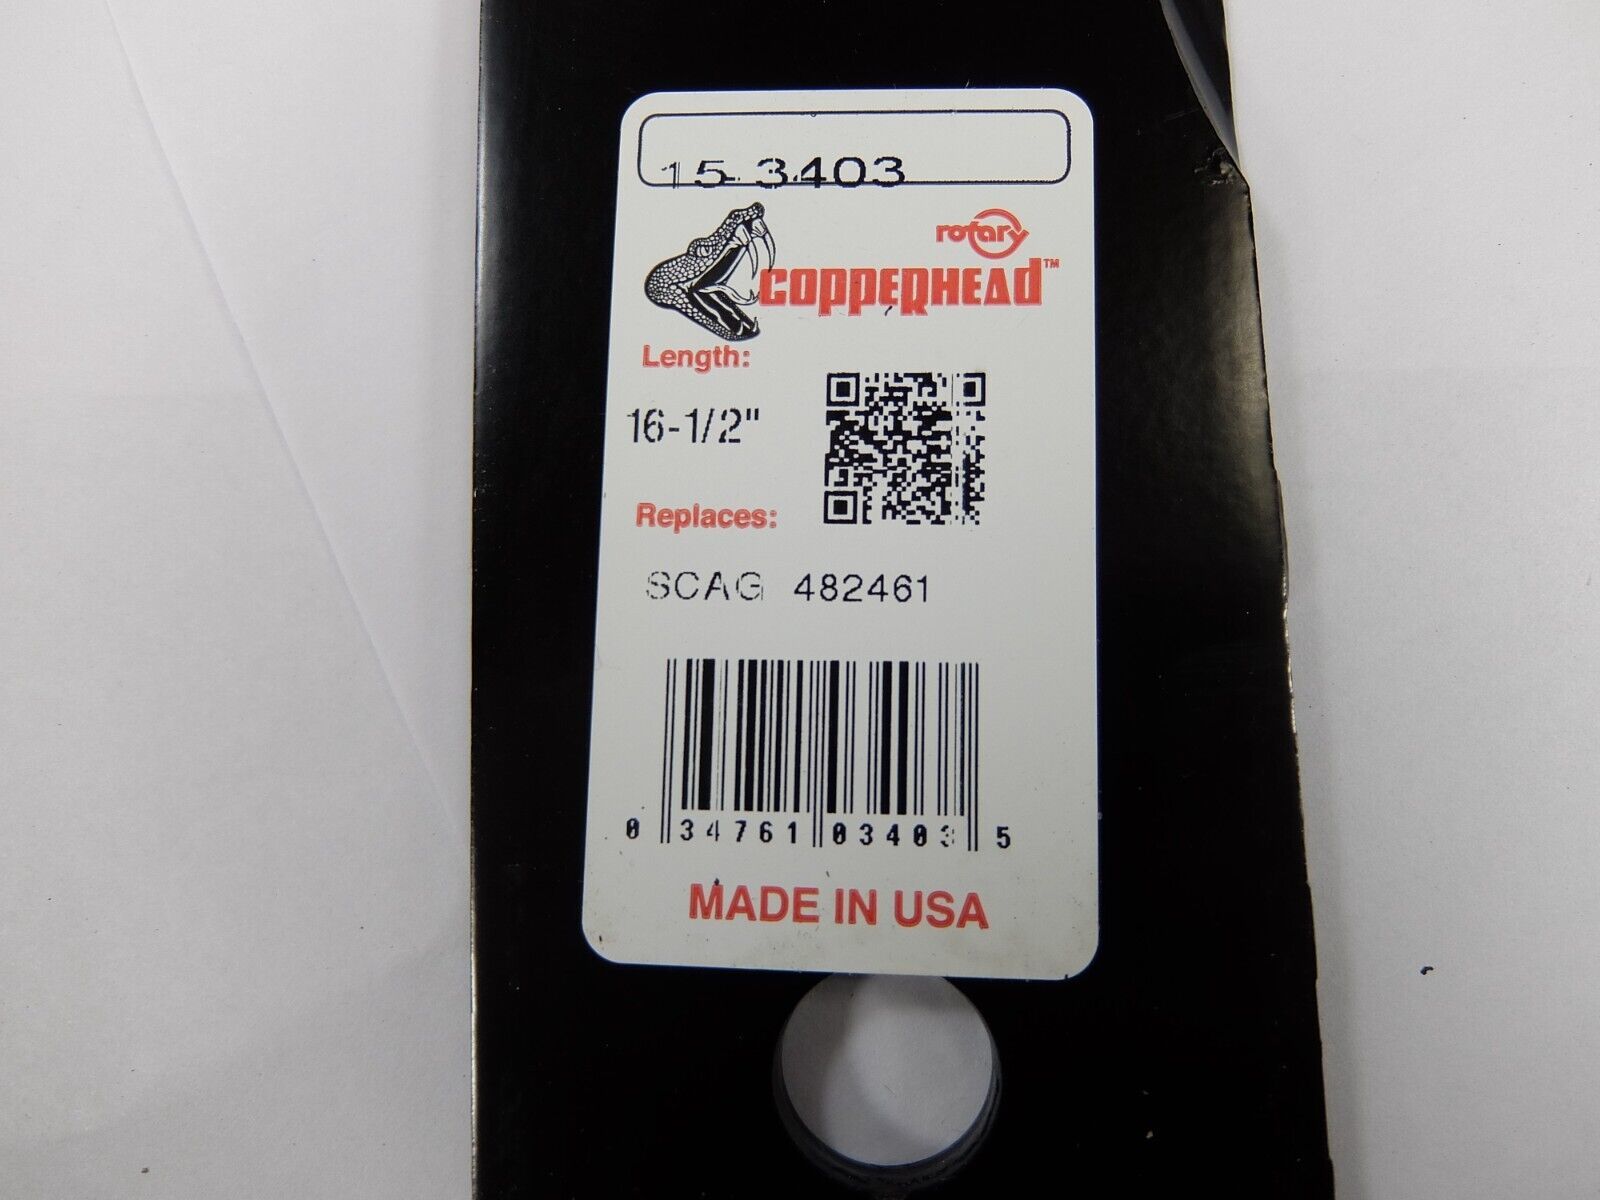 15 3403
rotary
COPPERHEAD™
Length:
16-1/2"
Replaces:
SCAG 482461
0 34761 03403 5
MADE IN USA